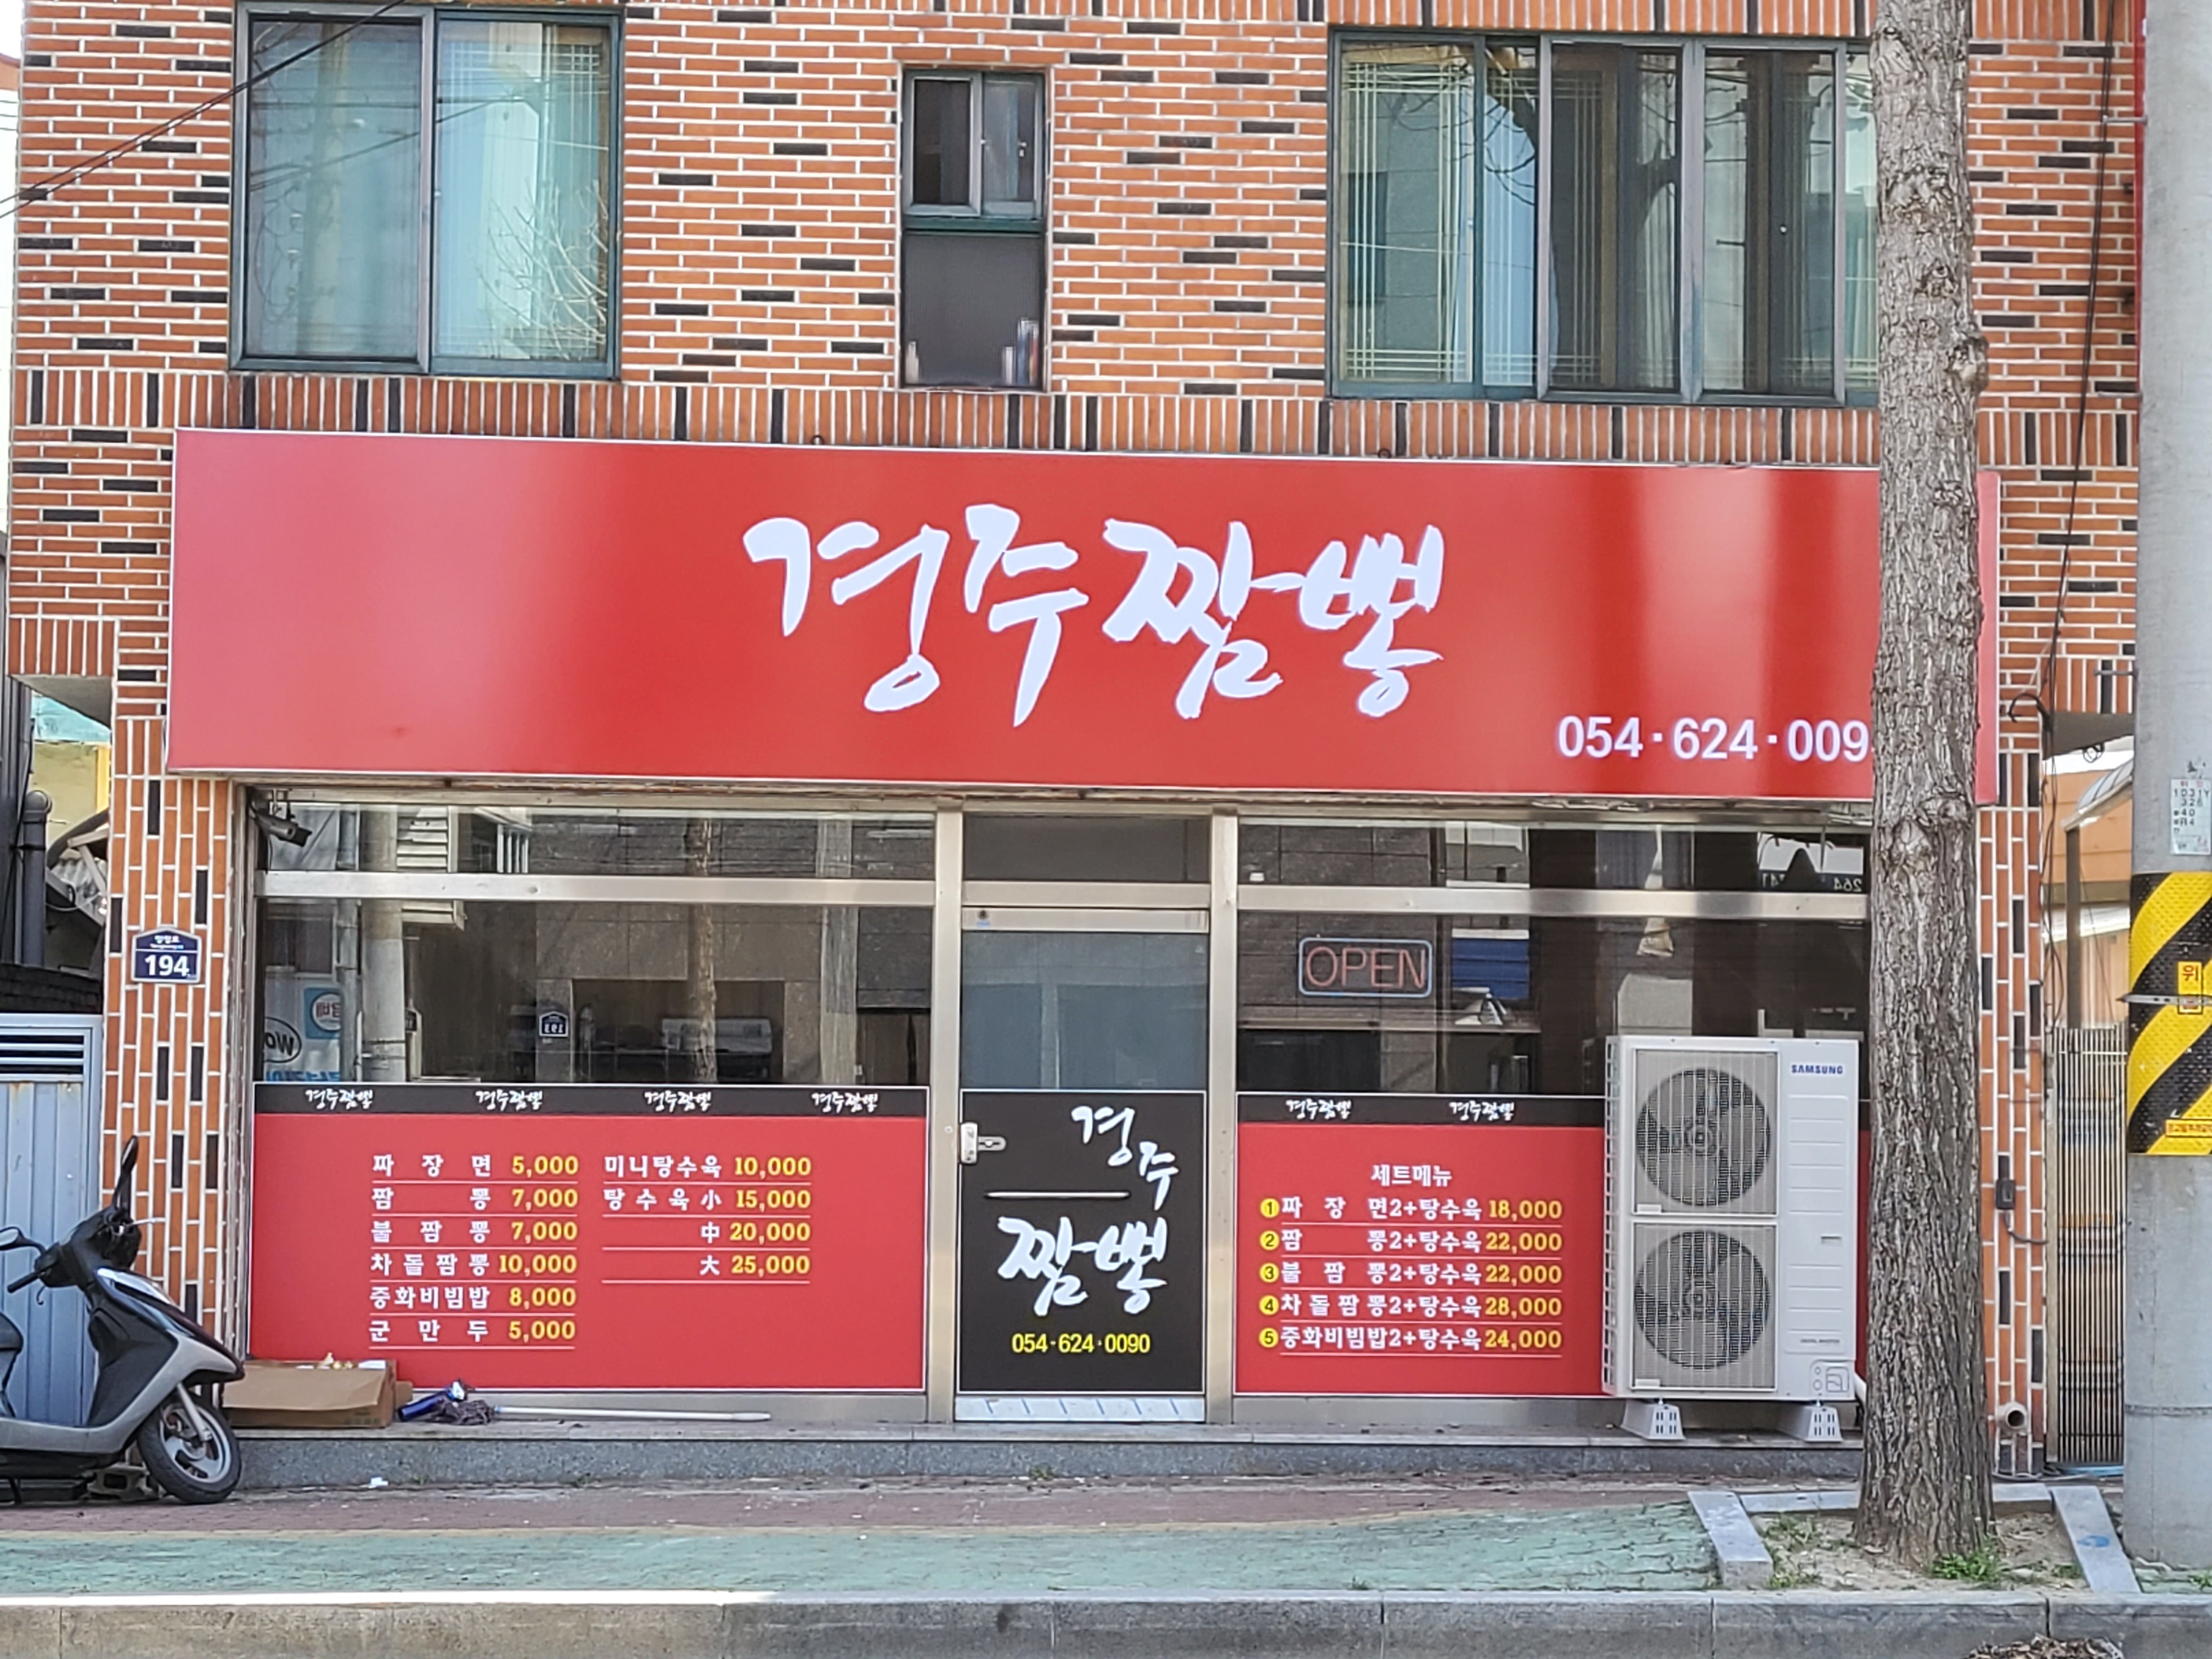 경주짬뽕
054·624·009
194
OPEN
SAMSUNG
경주짬뽕 경주짬뽕 경주짬뽕 경주짬뽕
짜장면 5,000
짬뽕 7,000
불짬뽕 7,000
차돌짬뽕 10,000
중화비빔밥 8,000
군만두 5,000
미니탕수육 10,000
탕수육小 15,000
中 20,000
大 25,000
경주
짬뽕
054·624·0090
경주짬뽕 경주짬뽕
세트메뉴
1 짜장면2+탕수육 18,000
2 짬뽕2+탕수육 22,000
3 불짬뽕2+탕수육 22,000
4 차돌짬뽕2+탕수육 28,000
5 중화비빔밥2+탕수육 24,000
위